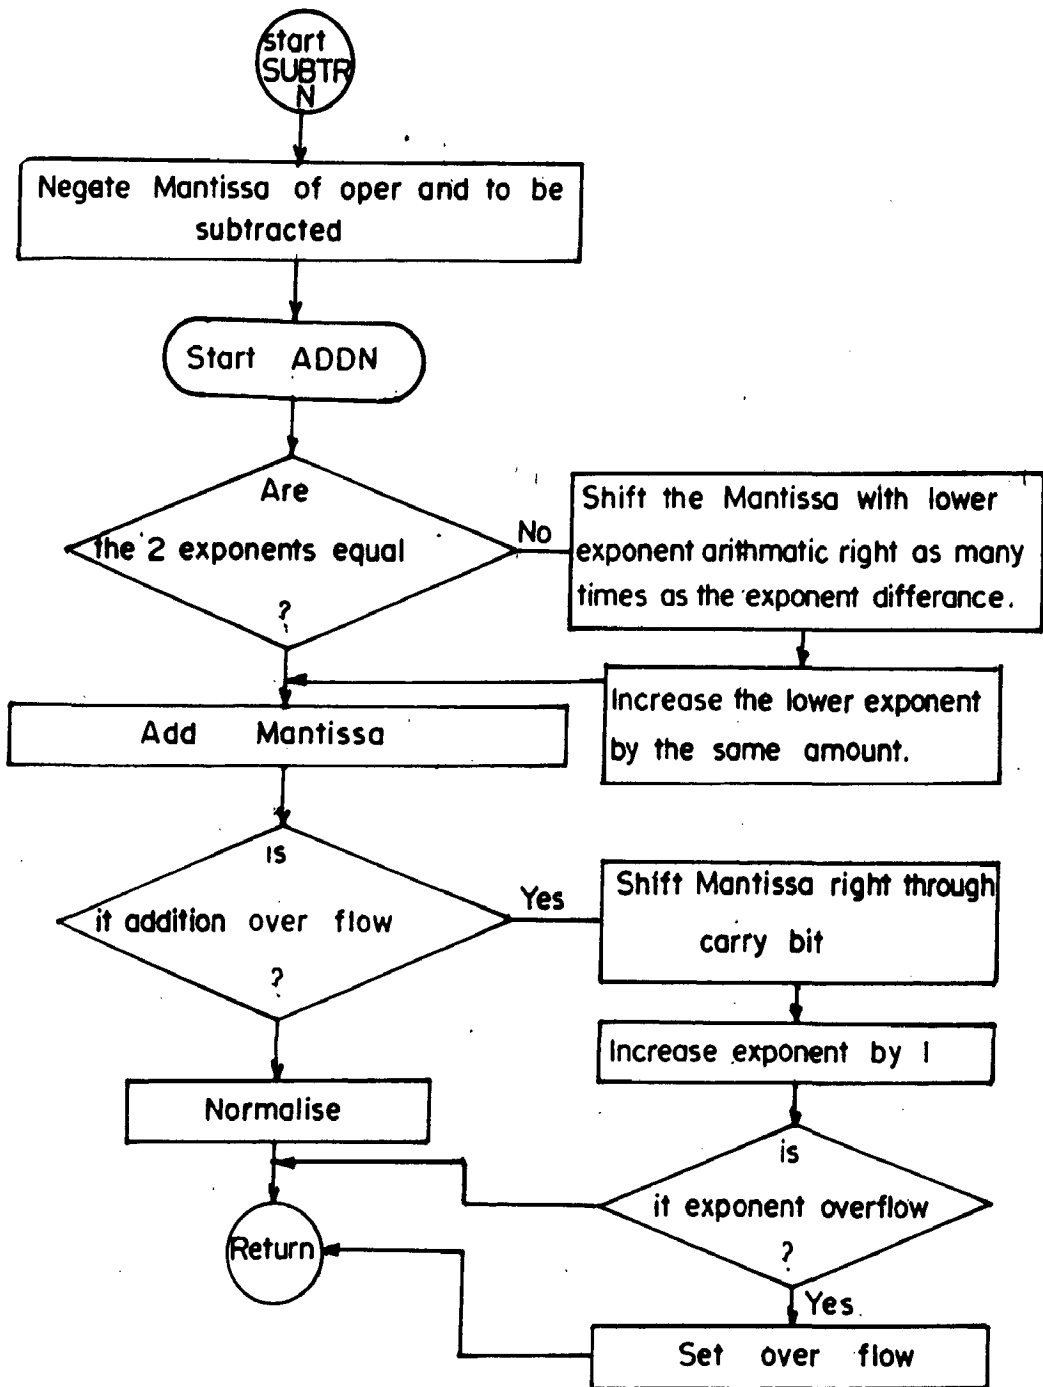 start
SUBTR
N
Negate Mantissa of oper and to be
subtracted
Start ADDN
Are
the 2 exponents equal
?
No
Shift the Mantissa with lower
exponent arithmatic right as many
times as the exponent differance.
Increase the lower exponent
by the same amount.
Add Mantissa
is
it addition over flow
?
Yes
Shift Mantissa right through
carry bit
Increase exponent by 1
Normalise
is
it exponent overflow
?
Return
Yes
Set over flow